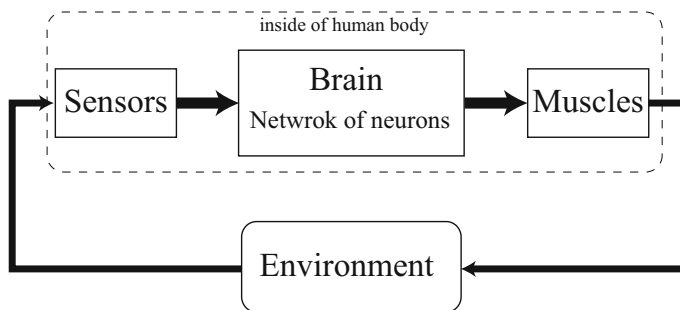 inside of human body
Sensors
Brain
Netwrok of neurons
Muscles
Environment